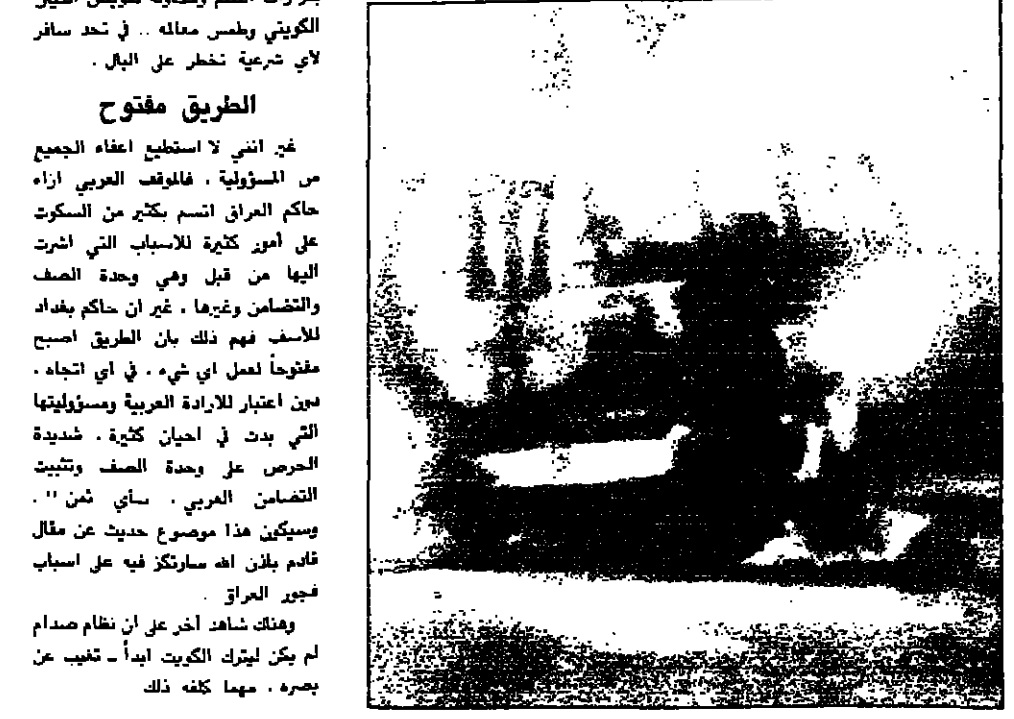 الكويتي وطمس معالمه .. في تحد سافر
لأي شرعية تخطر على البال .
الطريق مفتوح
غير انني لا استطيع اعفاء الجميع
من المسؤولية ، فالموقف العربي ازاء
حاكم العراق اتسم بكثير من السكوت
على أمور كثيرة للاسباب التي اشرت
اليها من قبل وهي وحدة الصف
والتضامن وغيرها ، غير ان حاكم بغداد
للأسف فهم ذلك بان الطريق اصبح
مفتوحاً لعمل اي شيء ، في اي اتجاه ،
دون اعتبار للارادة العربية ومسؤوليتها
التي بدت في احيان كثيرة ، شديدة
الحرص على وحدة الصف وتثبيت
التضامن العربي ، بأي ثمن " .
وسيكون هذا موضوع حديث عن مقال
قادم باذن الله سارتكز فيه على اسباب
فجور العراق .
وهناك شاهد أخر على ان نظام صدام
لم يكن ليترك الكويت ابداً ـ تغيب عن
بصره ، مهما كلفه ذلك